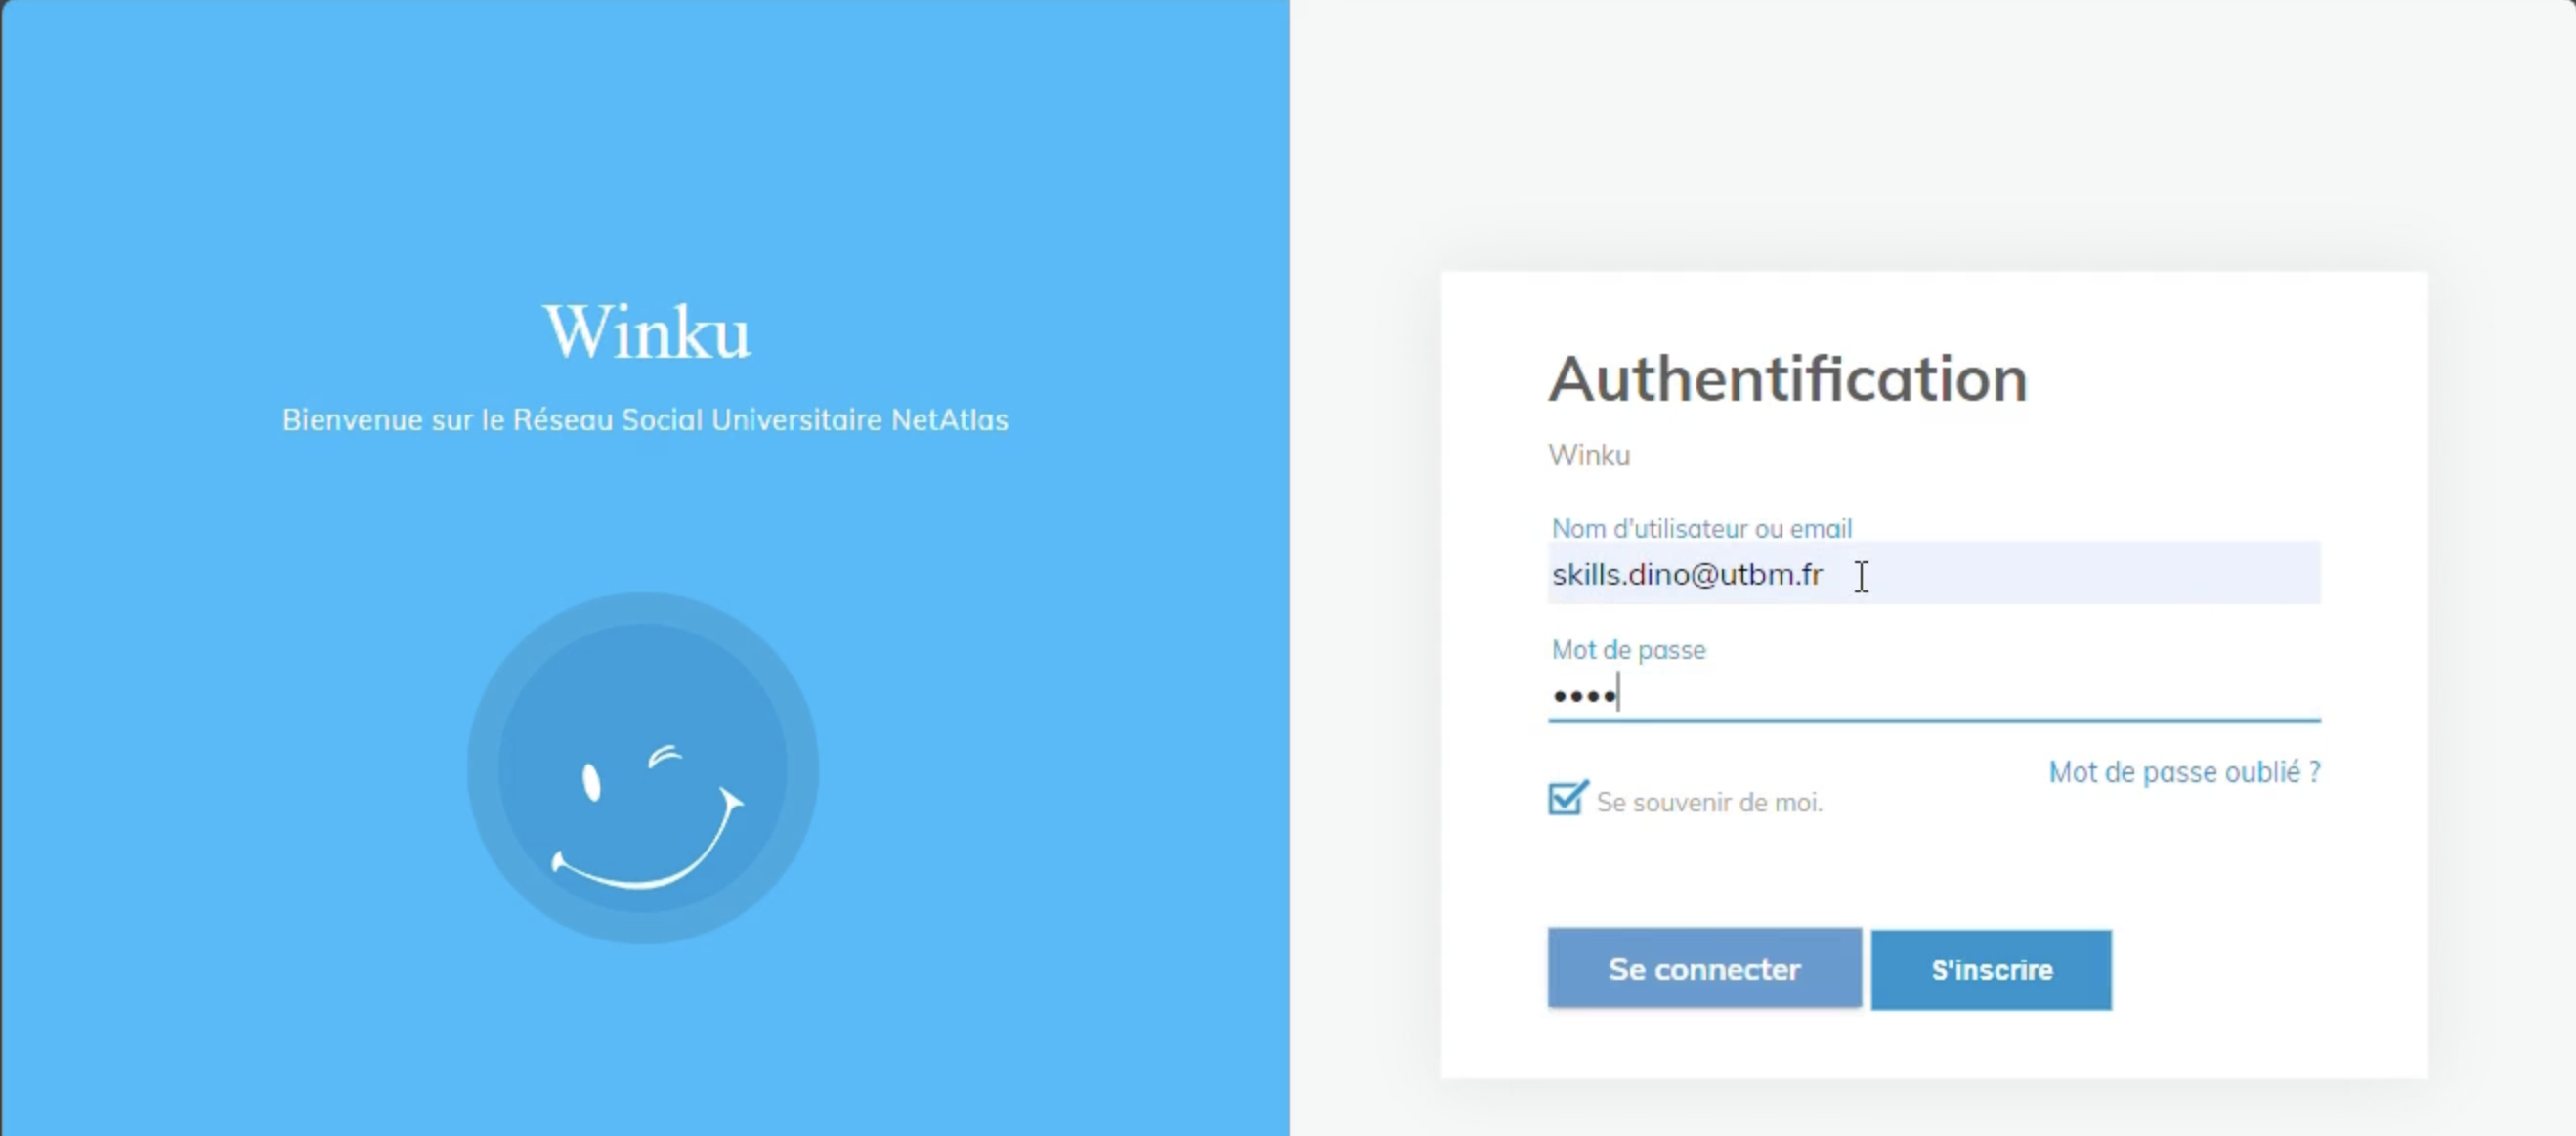 Winku
Bienvenue sur le Réseau Social Universitaire NetAtlas
Authentification
Winku
Nom d'utilisateur ou email
skills.dino@utbm.fr
Mot de passe
••••
Mot de passe oublié ?
Se souvenir de moi.
Se connecter
S'inscrire